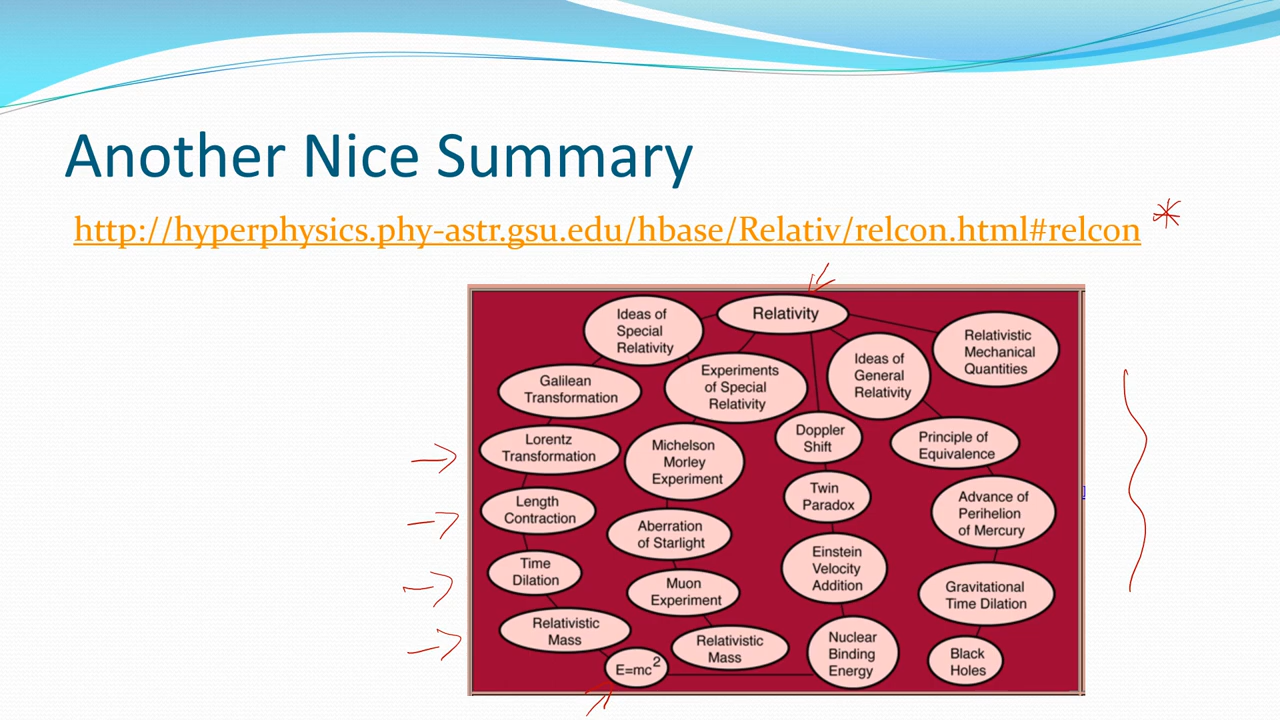 Another Nice Summary
http://hyperphysics.phy-astr.gsu.edu/hbase/Relativ/relcon.html#relcon
Relativity
Ideas of
Special
Relativity
Galilean
Transformation
Lorentz
Transformation
Length
Contraction
Time
Dilation
Relativistic
Mass
E=mc²
Experiments
of Special
Relativity
Michelson
Morley
Experiment
Aberration
of Starlight
Muon
Experiment
Relativistic
Mass
Doppler
Shift
Twin
Paradox
Einstein
Velocity
Addition
Nuclear
Binding
Energy
Ideas of
General
Relativity
Principle of
Equivalence
Advance of
Perihelion
of Mercury
Gravitational
Time Dilation
Black
Holes
Relativistic
Mechanical
Quantities